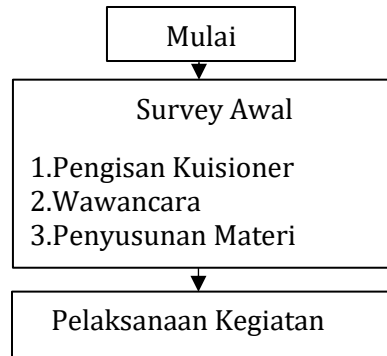 Mulai
Survey Awal
1.Pengisan Kuisioner
2.Wawancara
3.Penyusunan Materi
Pelaksanaan Kegiatan